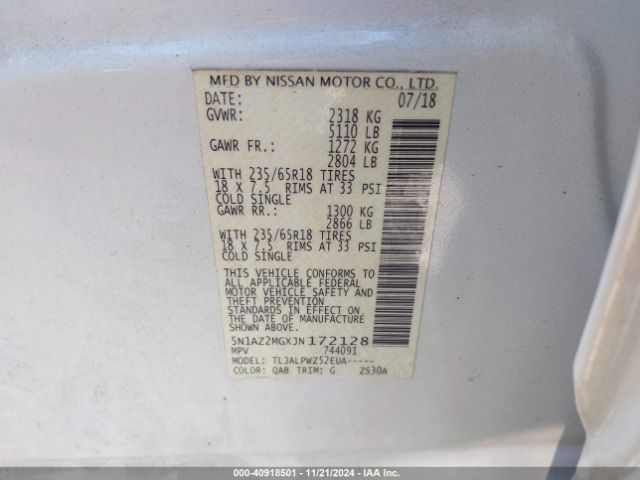 MFD BY NISSAN MOTOR CO., LTD.
DATE: 07/18
GVWR: 2318 KG
5110 LB
GAWR FR.: 1272 KG
2804 LB
WITH 235/65R18 TIRES
18 X 7.5 RIMS AT 33 PSI
COLD SINGLE
GAWR RR.: 1300 KG
2866 LB
WITH 235/65R18 TIRES
18 X 7.5 RIMS AT 33 PSI
COLD SINGLE
THIS VEHICLE CONFORMS TO
ALL APPLICABLE FEDERAL
MOTOR VEHICLE SAFETY AND
THEFT PREVENTION
STANDARDS IN EFFECT ON
THE DATE OF MANUFACTURE
SHOWN ABOVE.
5N1AZ2MGXJN172128
MPV 744091
MODEL: TLJALPWZ52EUA-----
COLOR: QAB TRIM: G ZS30A
000-40918501 - 11/21/2024 - IAA Inc.